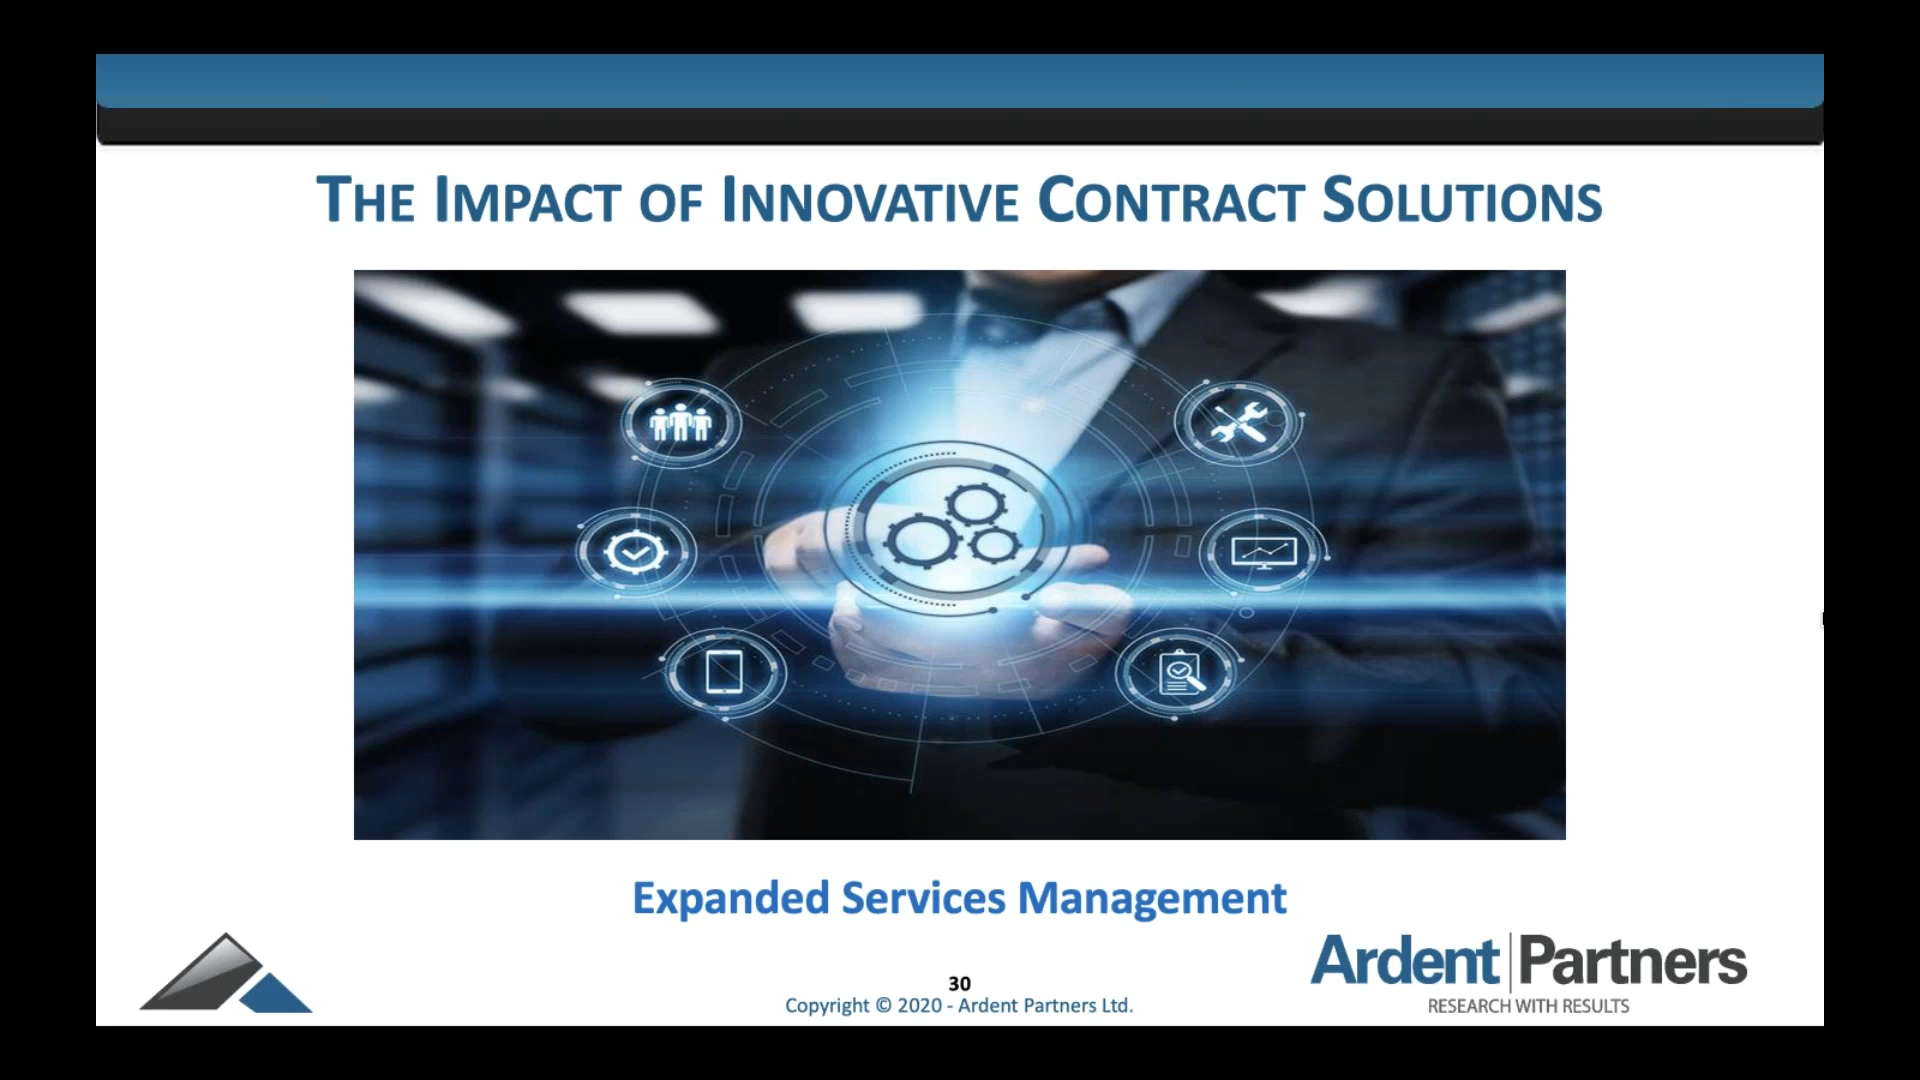 THE IMPACT OF INNOVATIVE CONTRACT SOLUTIONS
Expanded Services Management
30
Copyright © 2020 - Ardent Partners Ltd.
Ardent Partners
RESEARCH WITH RESULTS